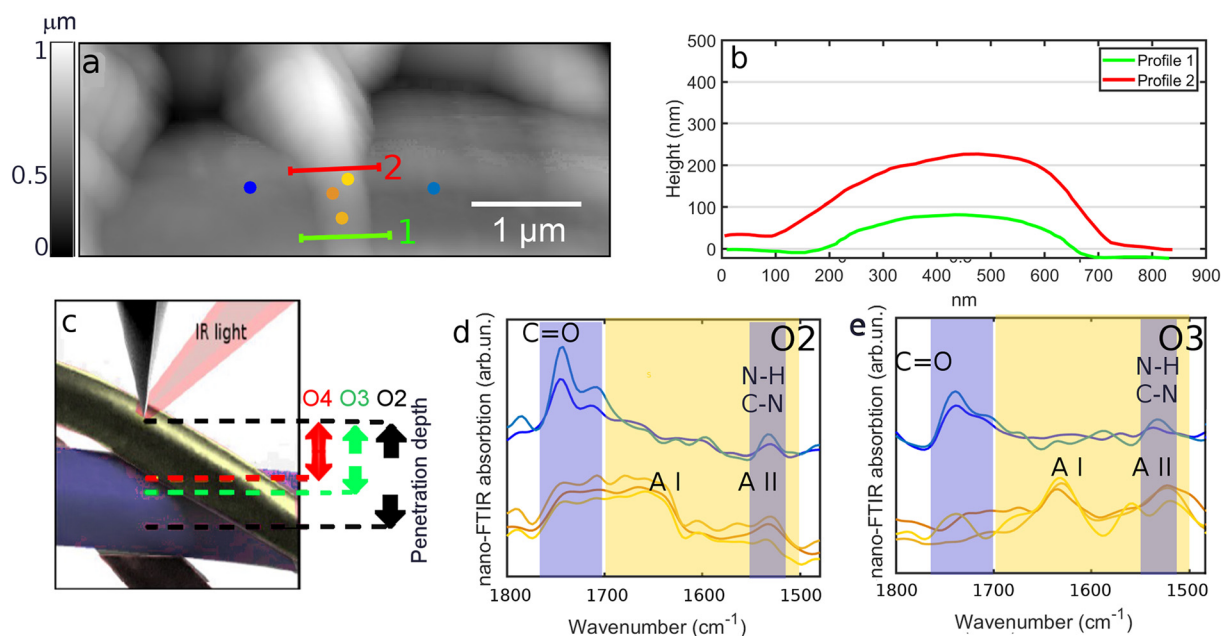 μm
1
0.5
0
a
2
1
1 μm
b
500
400
300
200
100
0
Height (nm)
Profile 1
Profile 2
0 100 200 300 400 500 600 700 800 900
nm
c
IR light
O4 O3 O2
Penetration depth
d
C=O
O2
N-H
C-N
A I
A II
nano-FTIR absorption (arb.un.)
1800 1700 1600 1500
Wavenumber (cm-1)
e
C=O
O3
N-H
C-N
A I
A II
nano-FTIR absorption (arb.un.)
1800 1700 1600 1500
Wavenumber (cm-1)